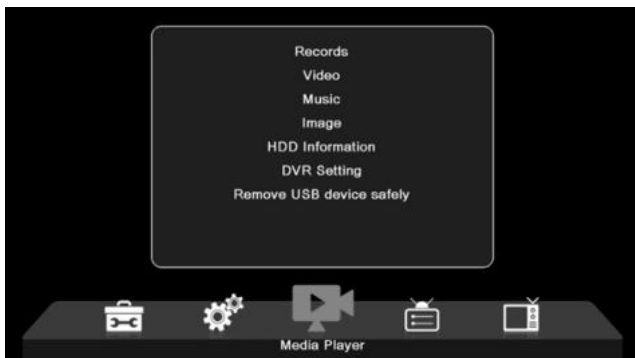 Records
Video
Music
Image
HDD Information
DVR Setting
Remove USB device safely
Media Player